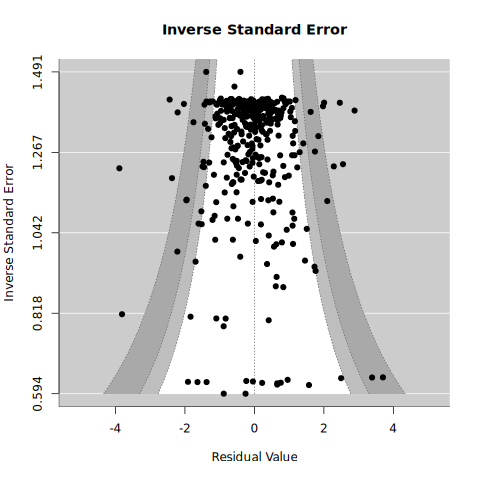 Inverse Standard Error
Inverse Standard Error
1.491
1.267
1.042
0.818
0.594
-4 -2 0 2 4
Residual Value